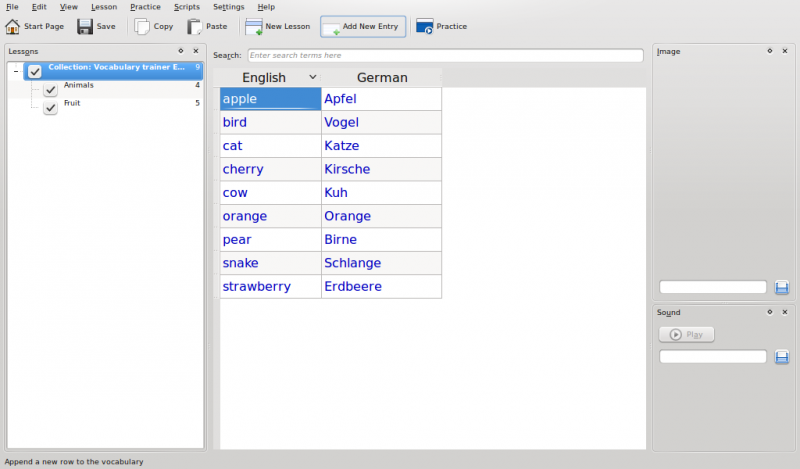 File Edit View Lesson Practice Scripts Settings Help
Start Page Save Copy Paste New Lesson Add New Entry Practice
Lessons
Collection: Vocabulary trainer E... 9
Animals 4
Fruit 5
Search: Enter search terms here
English German
apple Apfel
bird Vogel
cat Katze
cherry Kirsche
cow Kuh
orange Orange
pear Birne
snake Schlange
strawberry Erdbeere
Image
Sound
Play
Append a new row to the vocabulary